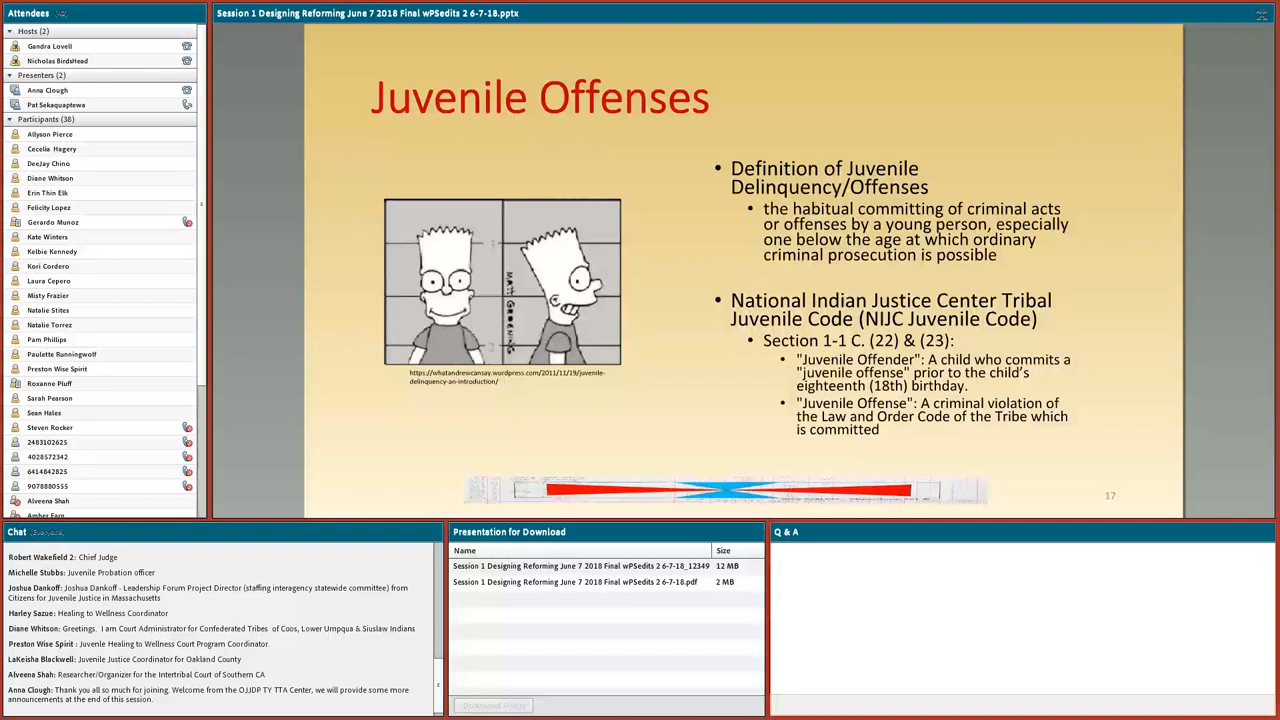 Attendees
Session 1 Designing Reforming June 7 2018 Final wPSedits 2 6-7-18.pptx
Hosts (2)
Gandra Lovell
Nicholas BirdsHead
Presenters (2)
Anna Clough
Pat Sekaquaptewa
Participants (38)
Allyson Pierce
Cecelia Hagery
DeeJay Chino
Diane Whitson
Erin Thin Elk
Felicity Lopez
Gerardo Munoz
Kate Winters
Kelbie Kennedy
Kori Cordero
Laura Cepero
Misty Frazier
Natalie Stites
Natalie Torrez
Pam Phillips
Paulette Runningwolf
Preston Wise Spirit
Roxanne Pluff
Sarah Pearson
Sean Hales
Steven Rocker
2483102625
4028572342
6414842825
9078880555
Alveena Shah
Amber Farn
Juvenile Offenses
MATT GROENING
https://whatandrewcansay.wordpress.com/2011/11/19/juvenile-
delinquency-an-introduction/
• Definition of Juvenile
Delinquency/Offenses
• the habitual committing of criminal acts
or offenses by a young person, especially
one below the age at which ordinary
criminal prosecution is possible
• National Indian Justice Center Tribal
Juvenile Code (NIJC Juvenile Code)
• Section 1-1 C. (22) & (23):
• "Juvenile Offender": A child who commits a
"juvenile offense" prior to the child's
eighteenth (18th) birthday.
• "Juvenile Offense": A criminal violation of
the Law and Order Code of the Tribe which
is committed
17
Chat (Everyone)
Robert Wakefield 2: Chief Judge
Michelle Stubbs: Juvenile Probation officer
Joshua Dankoff: Joshua Dankoff - Leadership Forum Project Director (staffing interagency statewide committee) from
Citizens for Juvenile Justice in Massachusetts
Harley Sazue: Healing to Wellness Coordinator
Diane Whitson: Greetings. I am Court Administrator for Confederated Tribes of Coos, Lower Umpqua & Siuslaw Indians
Preston Wise Spirit : Juvenle Healing to Wellness Court Program Coordinator.
LaKeisha Blackwell: Juvenile Justice Coordinator for Oakland County
Alveena Shah: Researcher/Organizer for the Intertribal Court of Southern CA
Anna Clough: Thank you all so much for joining. Welcome from the OJJDP TY TTA Center, we will provide some more
announcements at the end of this session.
Presentation for Download
Name Size
Session 1 Designing Reforming June 7 2018 Final wPSedits 2 6-7-18_12349 12 MB
Session 1 Designing Reforming June 7 2018 Final wPSedits 2 6-7-18.pdf 2 MB
Download File(s)
Q & A